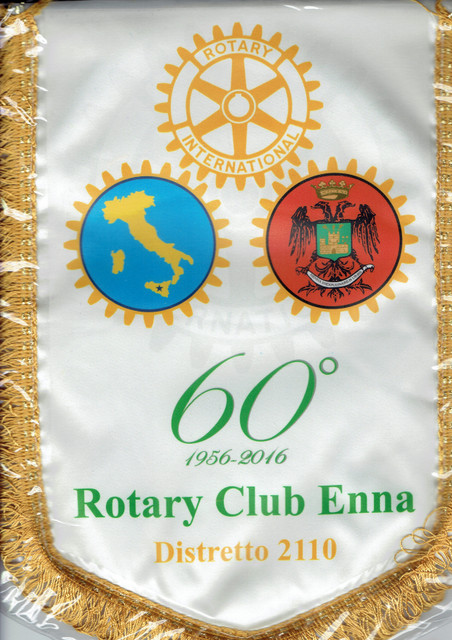 ROTARY
INTERNATIONAL
60°
1956-2016
Rotary Club Enna
Distretto 2110